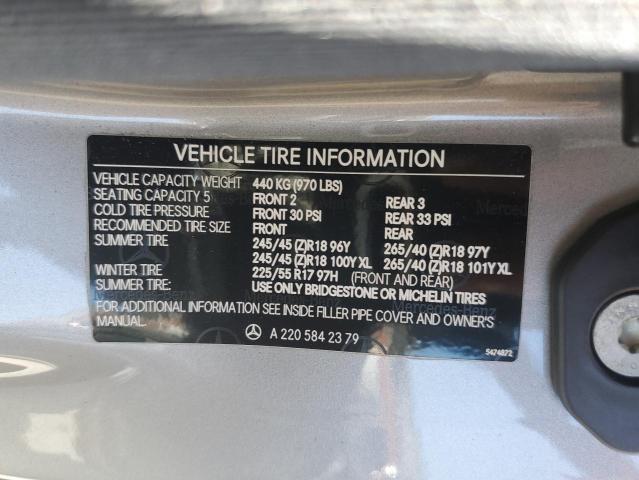 VEHICLE TIRE INFORMATION
VEHICLE CAPACITY WEIGHT 440 KG (970 LBS)
SEATING CAPACITY 5 FRONT 2 REAR 3
COLD TIRE PRESSURE FRONT 30 PSI REAR 33 PSI
RECOMMENDED TIRE SIZE FRONT REAR
SUMMER TIRE 245/45 (Z)R18 96Y 265/40 (Z)R18 97Y
245/45 (Z)R18 100Y XL 265/40 (Z)R18 101Y XL
WINTER TIRE 225/55 R17 97H (FRONT AND REAR)
SUMMER TIRE: USE ONLY BRIDGESTONE OR MICHELIN TIRES
FOR ADDITIONAL INFORMATION SEE INSIDE FILLER PIPE COVER AND OWNER'S
MANUAL.
A 220 584 23 79
5474872